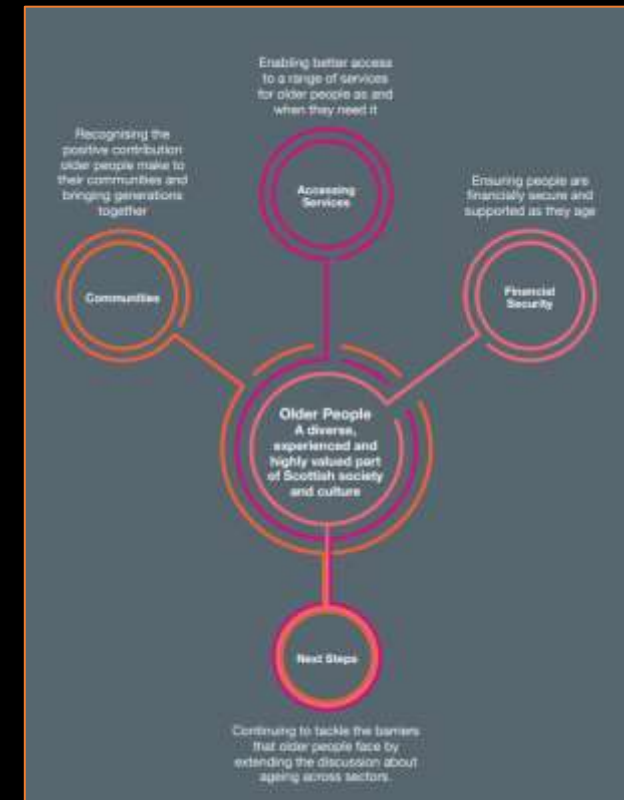 Enabling better access
to a range of services
for older people as and
when they need it
Accessing
Services
Recognising the
positive contribution
older people make to
their communities and
bringing generations
together
Communities
Ensuring people are
financially secure and
supported as they age
Financial
Security
Older People
A diverse,
experienced and
highly valued part
of Scottish society
and culture
Next Steps
Continuing to tackle the barriers
that older people face by
extending the discussion about
ageing across sectors.